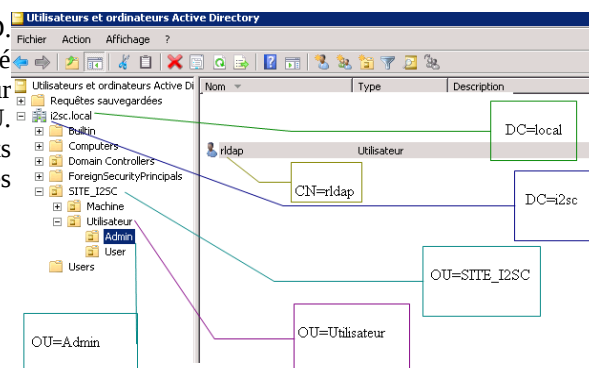 Utilisateurs et ordinateurs Active Directory
Fichier Action Affichage ?
Utilisateurs et ordinateurs Active Di
Requêtes sauvegardées
i2sc.local
Builtin
Computers
Domain Controllers
ForeignSecurityPrincipals
SITE_I2SC
Machine
Utilisateur
Admin
User
Users
Nom Type Description
rldap Utilisateur
DC=local
CN=rldap
DC=i2sc
OU=SITE_I2SC
OU=Utilisateur
OU=Admin